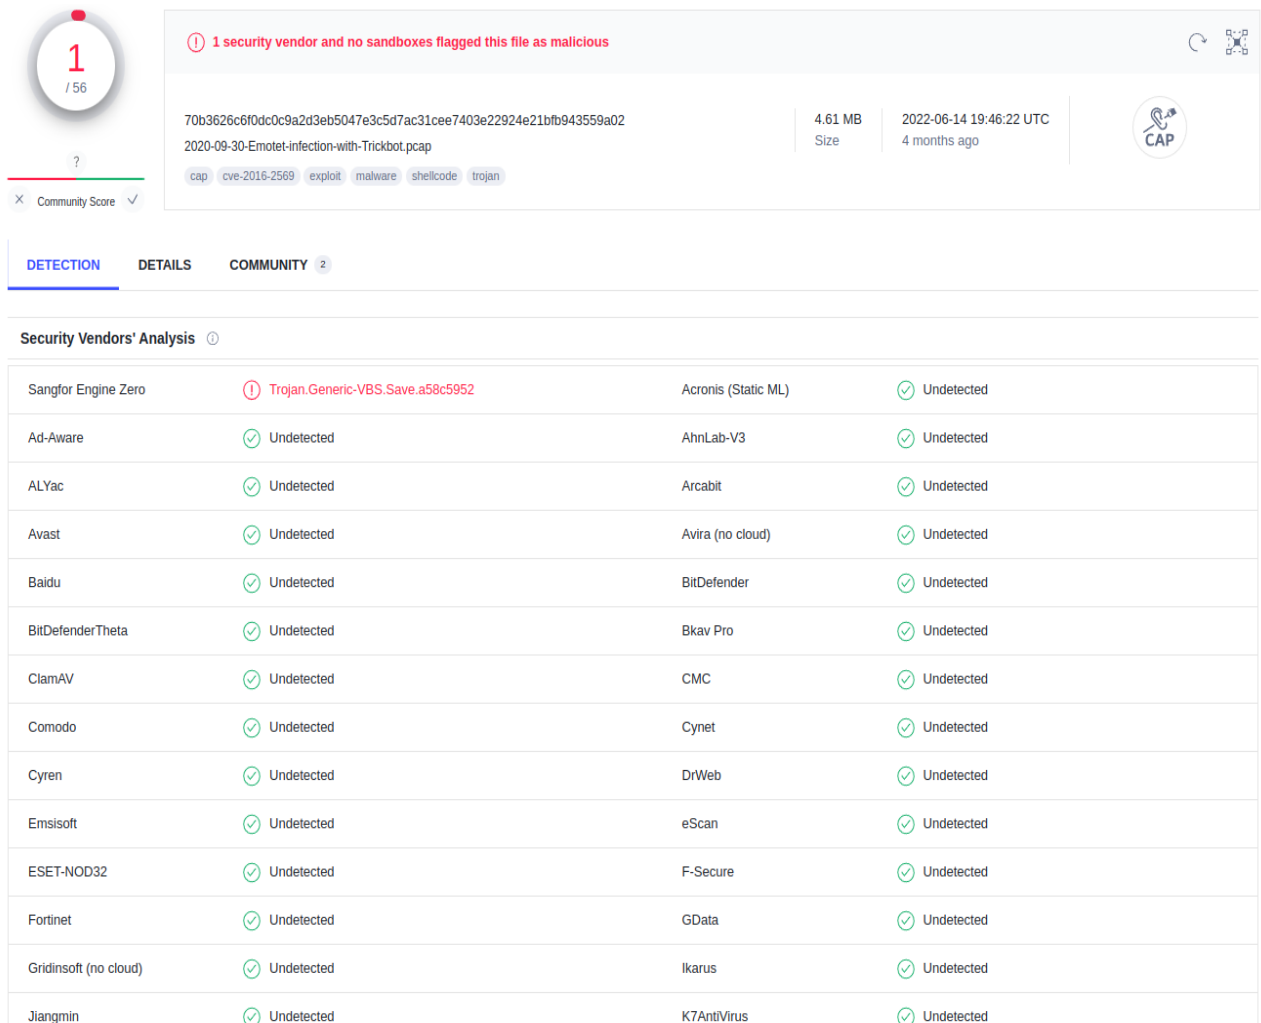 1
/ 56
?
Community Score
1 security vendor and no sandboxes flagged this file as malicious
70b3626c6f0dc0c9a2d3eb5047e3c5d7ac31cee7403e22924e21bfb943559a02
2020-09-30-Emotet-infection-with-Trickbot.pcap
cap cve-2016-2569 exploit malware shellcode trojan
4.61 MB
Size
2022-06-14 19:46:22 UTC
4 months ago
CAP
DETECTION DETAILS COMMUNITY 2
Security Vendors' Analysis
Sangfor Engine Zero Trojan.Generic-VBS.Save.a58c5952 Acronis (Static ML) Undetected
Ad-Aware Undetected AhnLab-V3 Undetected
ALYac Undetected Arcabit Undetected
Avast Undetected Avira (no cloud) Undetected
Baidu Undetected BitDefender Undetected
BitDefenderTheta Undetected Bkav Pro Undetected
ClamAV Undetected CMC Undetected
Comodo Undetected Cynet Undetected
Cyren Undetected DrWeb Undetected
Emsisoft Undetected eScan Undetected
ESET-NOD32 Undetected F-Secure Undetected
Fortinet Undetected GData Undetected
Gridinsoft (no cloud) Undetected Ikarus Undetected
Jiangmin Undetected K7AntiVirus Undetected